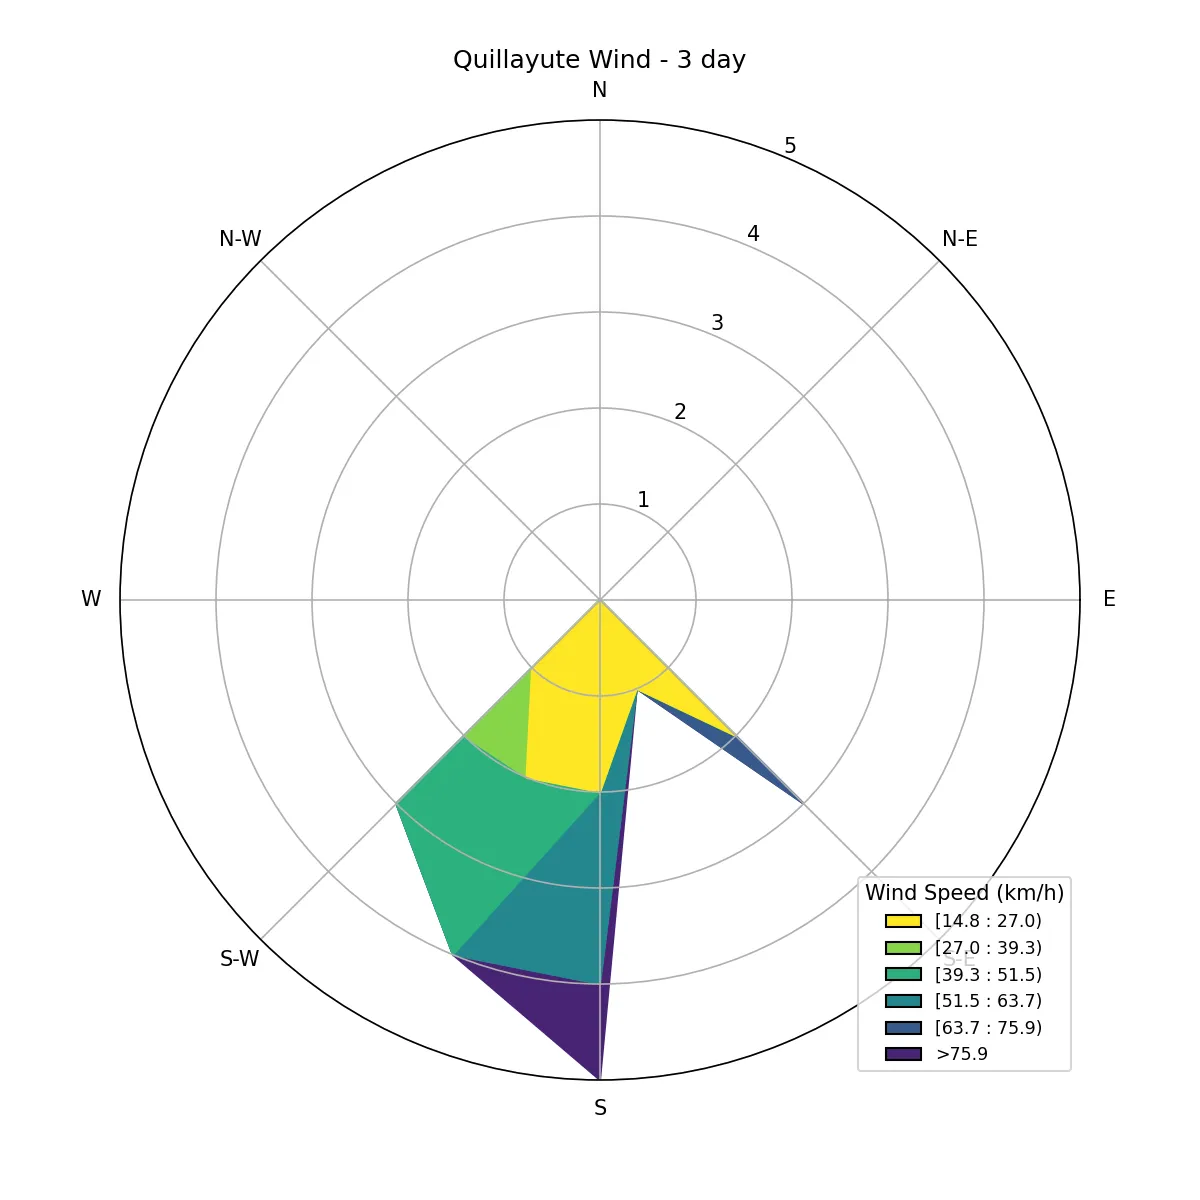 Quillayute Wind - 3 day
N
5
N-W
N-E
4
3
2
1
W
E
S-W
S-E
Wind Speed (km/h)
[14.8 : 27.0)
[27.0 : 39.3)
[39.3 : 51.5)
[51.5 : 63.7)
[63.7 : 75.9)
>75.9
S